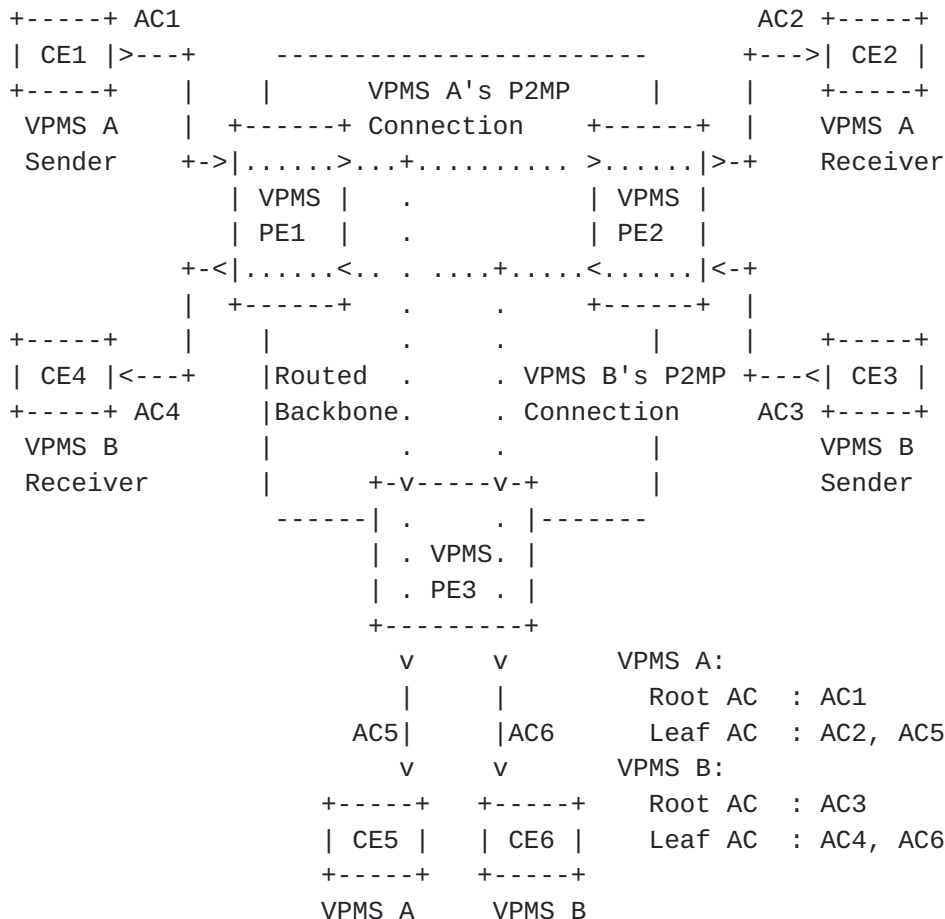 +-----+ AC1                              AC2 +-----+
| CE1 |>---+     ------------------------      +--->| CE2 |
+-----+    |    |      VPMS A's P2MP     |     |    +-----+
 VPMS A    |  +------+ Connection    +------+  |    VPMS A
 Sender    +->|......>...+.......... >......|>-+    Receiver
              | VPMS |   .           | VPMS |
              | PE1  |   .           | PE2  |
           +-<|......<.. . ....+.....<......|<-+
           |  +------+   .     .     +------+  |
+-----+    |    |        .     .         |     |     +-----+
| CE4 |<---+    |Routed  .     . VPMS B's P2MP +---<| CE3 |
+-----+ AC4     |Backbone.     . Connection     AC3 +-----+
 VPMS B         |        .     .         |          VPMS B
 Receiver       |      +-v-----v-+       |          Sender
                 ------| .     . |-------
                       | . VPMS. |
                       | . PE3 . |
                       +---------+
                         v     v       VPMS A:
                         |     |         Root AC  : AC1
                      AC5|     |AC6      Leaf AC  : AC2, AC5
                         v     v       VPMS B:
                    +-----+   +-----+    Root AC  : AC3
                    | CE5 |   | CE6 |    Leaf AC  : AC4, AC6
                    +-----+   +-----+
                    VPMS A     VPMS B